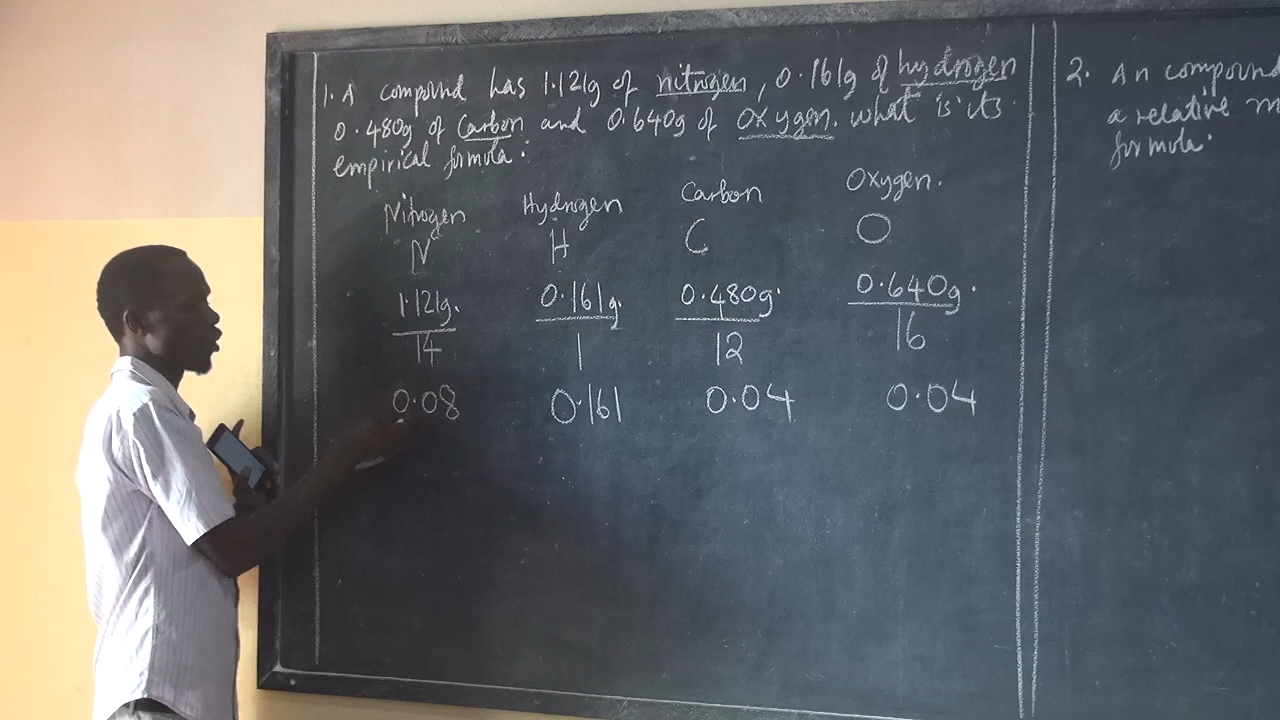 1. A compound has 1.121g of nitrogen, 0.161g of hydrogen
0.480g of Carbon and 0.640g of Oxygen. what is its
empirical formula.
Nitrogen Hydrogen Carbon Oxygen.
N H C O
1.121g. 0.161g. 0.480g. 0.640g.
14 1 12 16
0.08 0.161 0.04 0.04
2. An compound
a relative m
formula.